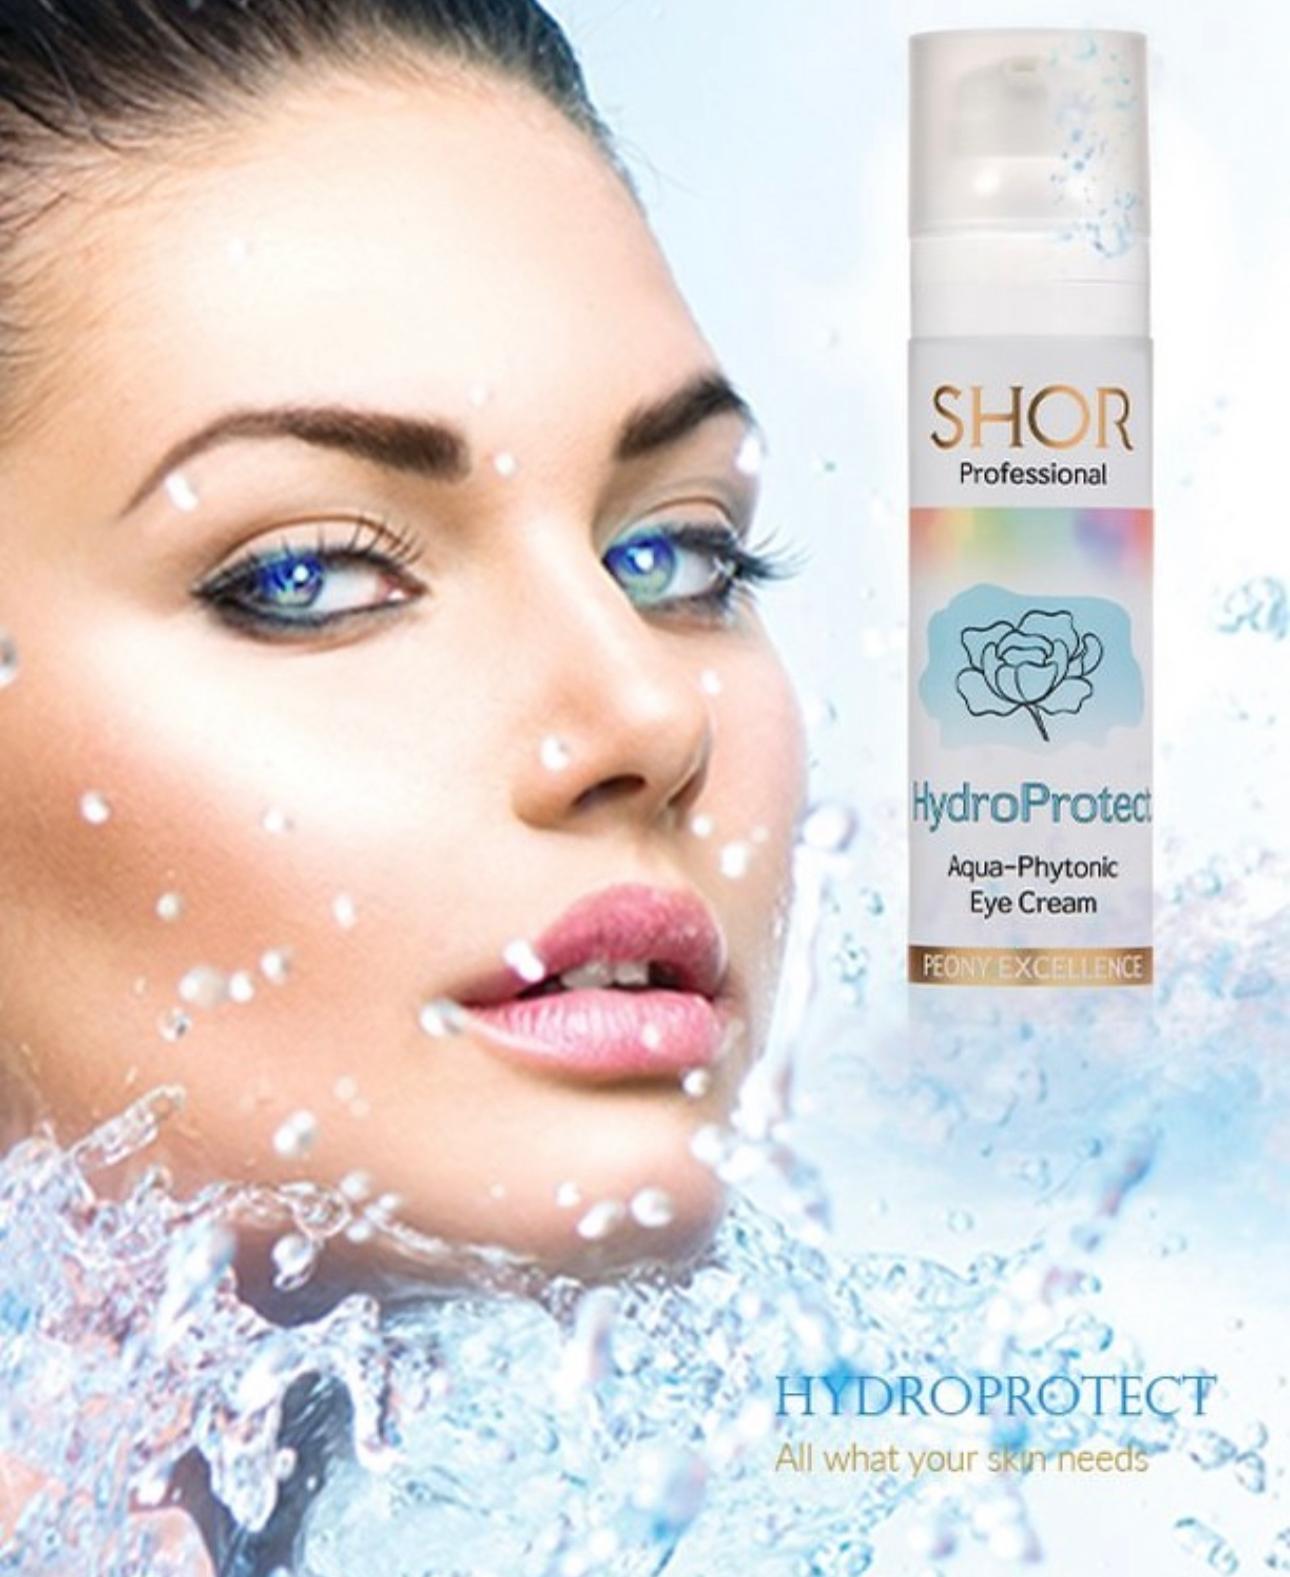 SHOR
Professional
HydroProtect
Aqua-Phytonic
Eye Cream
PEONY EXCELLENCE
HYDROPROTECT
All what your skin needs